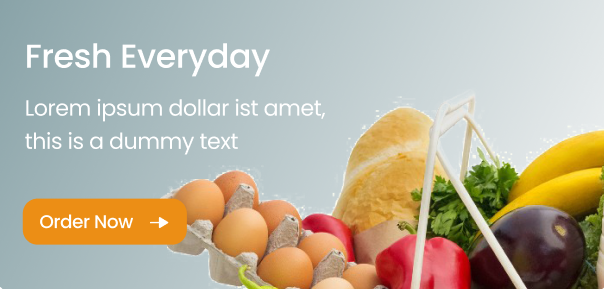 Fresh Everyday
Lorem ipsum dollar ist amet,
this is a dummy text
Order Now